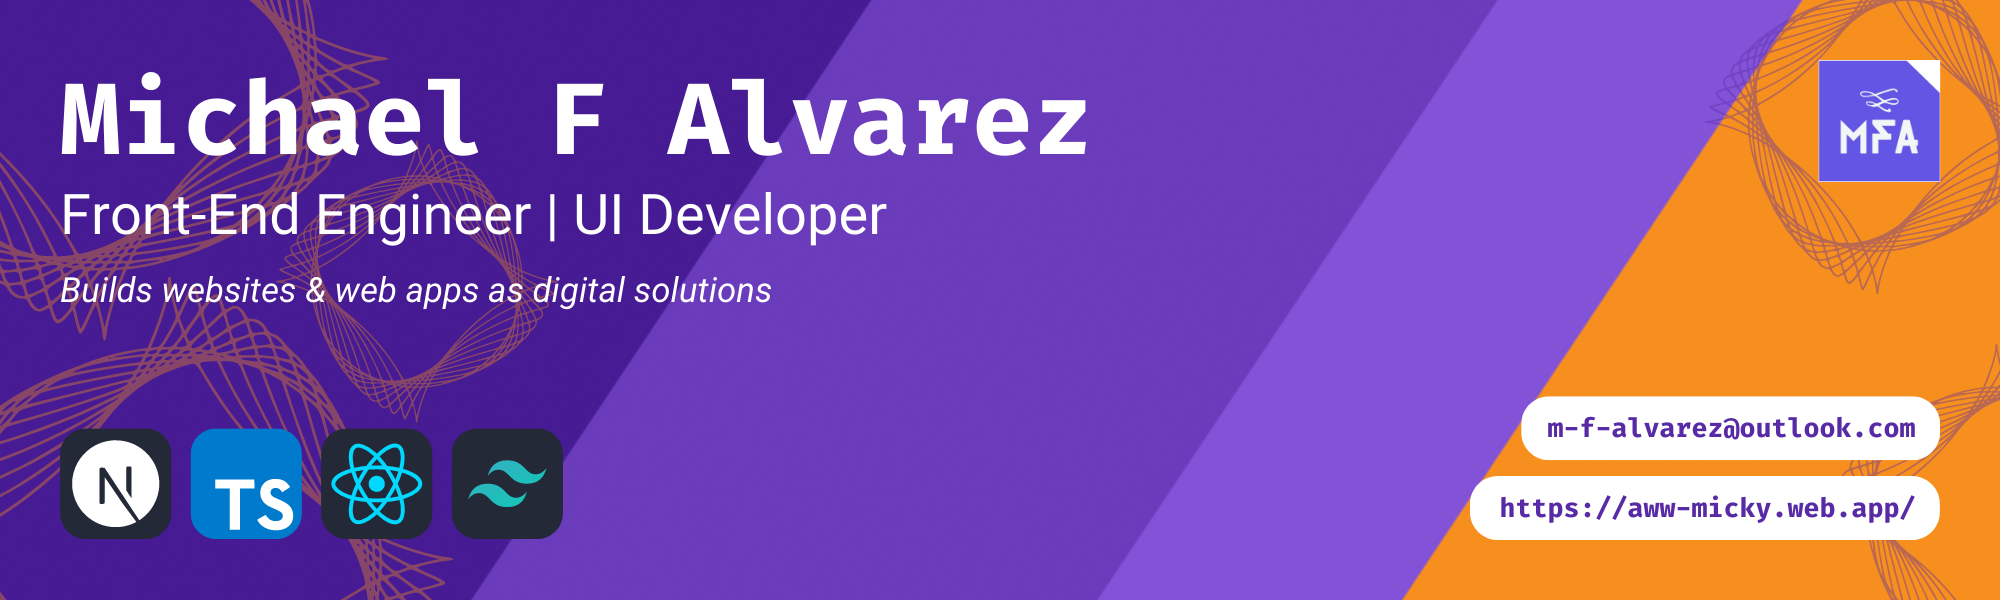 Michael F Alvarez
Front-End Engineer | UI Developer
Builds websites & web apps as digital solutions
MFA
N
TS
m-f-alvarez@outlook.com
https://aww-micky.web.app/